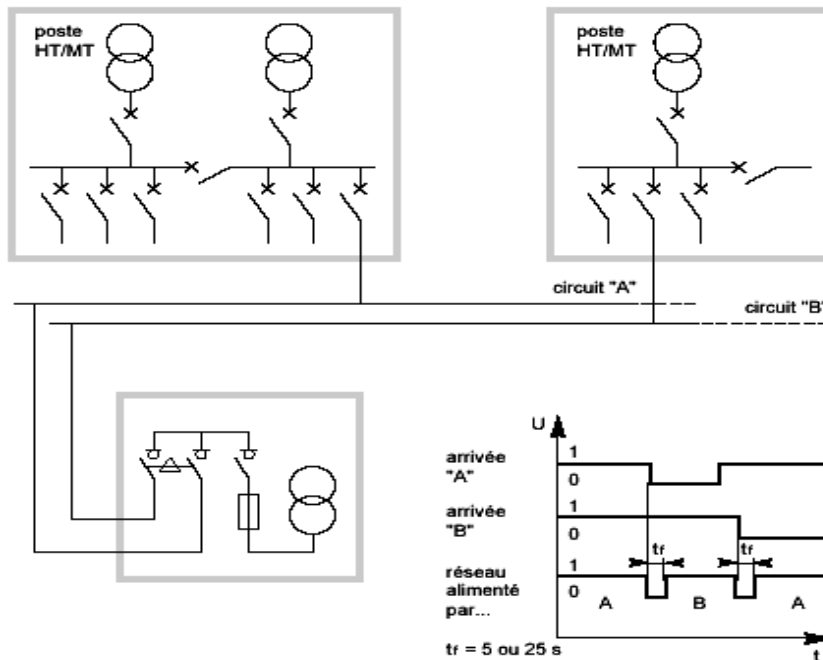 poste
HT/MT
poste
HT/MT
circuit "A"
circuit "B"
U
arrivée
"A"
1
0
arrivée
"B"
1
0
tf
tf
réseau
alimenté
par...
1
0
A
B
A
tf = 5 ou 25 s
t